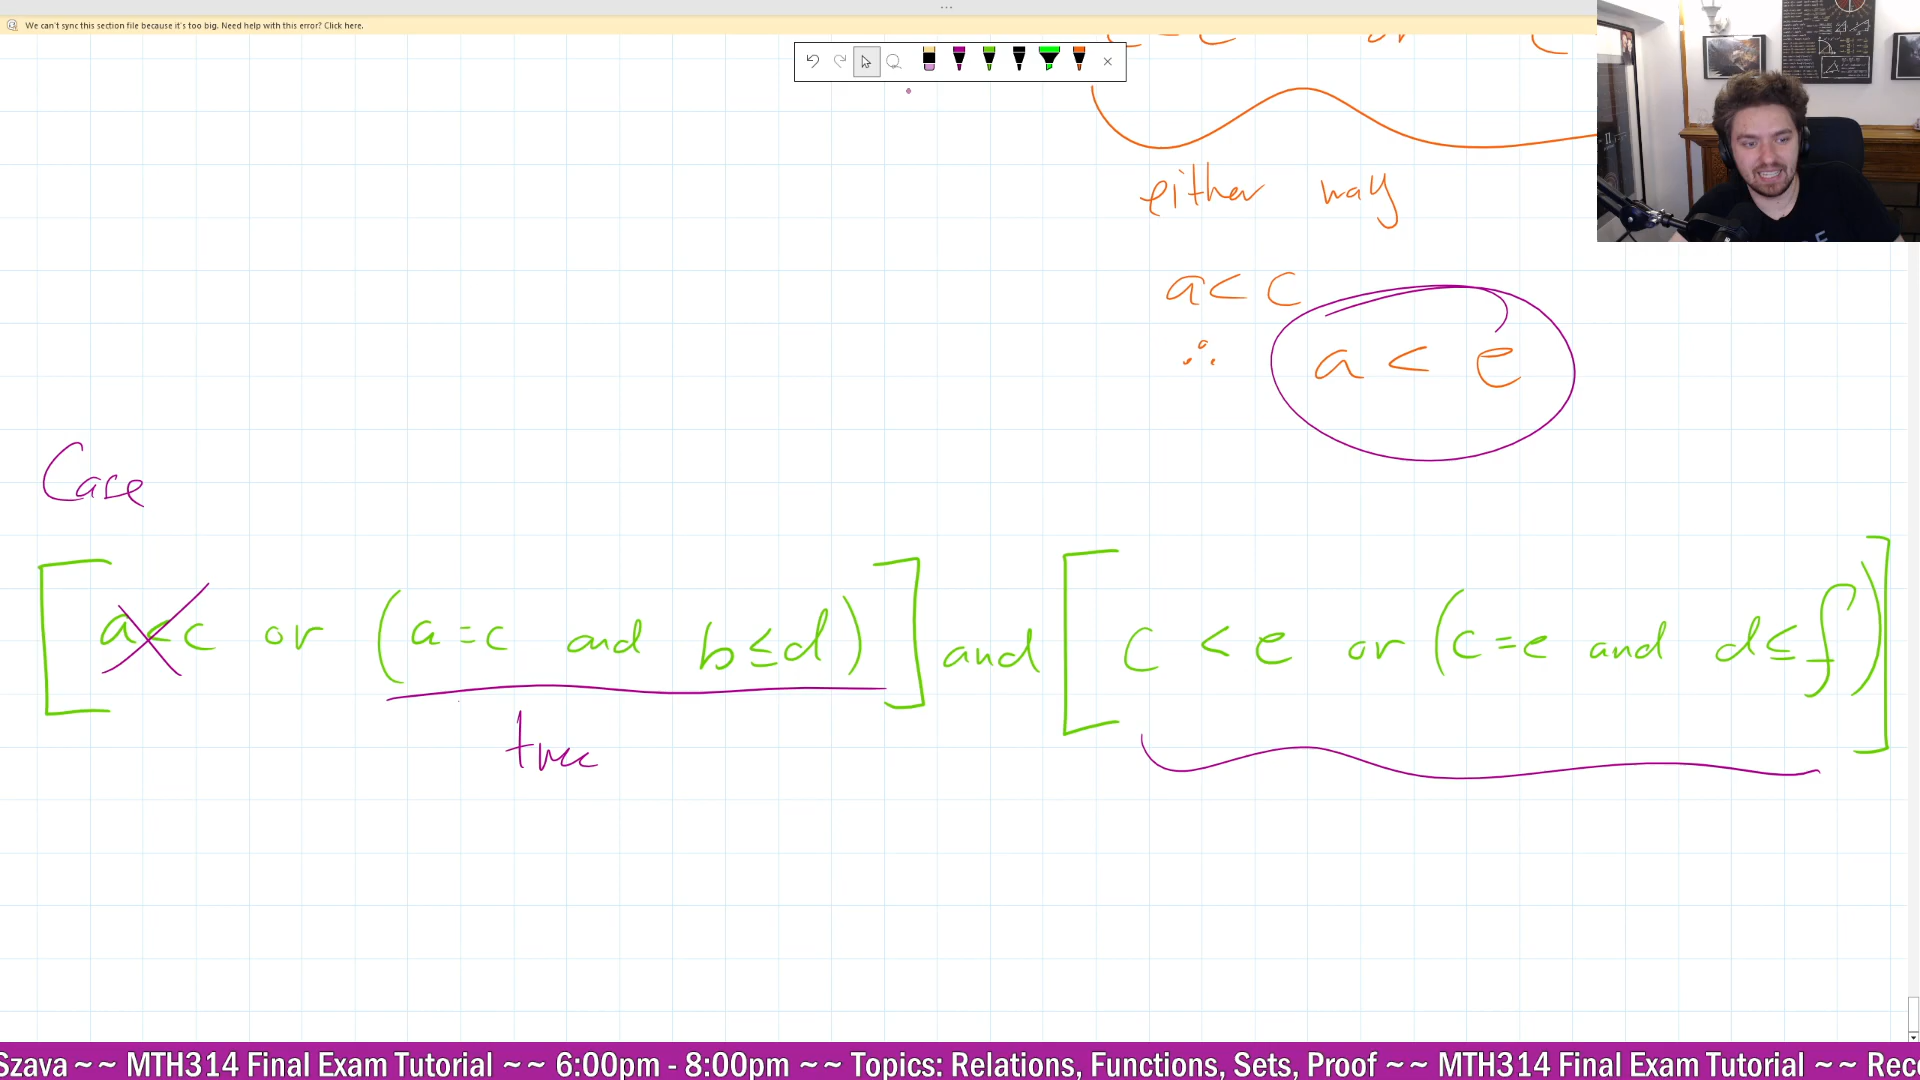 We can't sync this section file because it's too big. Need help with this error? Click here.
either way
a < c
∴ a < e
Case
[a < c or (a = c and b ≤ d)] and [c < e or (c = e and d ≤ f)]
true
Szava ~~ MTH314 Final Exam Tutorial ~~ 6:00pm - 8:00pm ~~ Topics: Relations, Functions, Sets, Proof ~~ MTH314 Final Exam Tutorial ~~ Reco